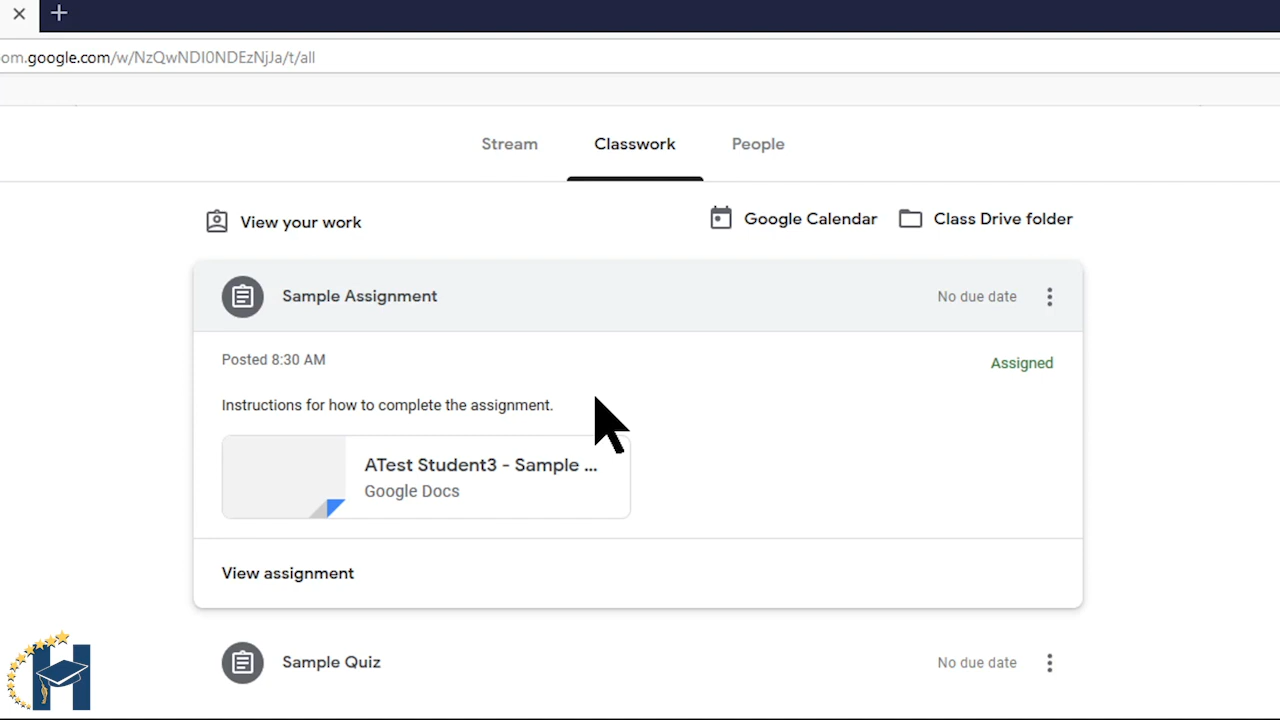 om.google.com/w/NzQwNDI0NDEzNjJa/t/all
Stream Classwork People
View your work Google Calendar Class Drive folder
Sample Assignment No due date
Posted 8:30 AM Assigned
Instructions for how to complete the assignment.
ATest Student3 - Sample ...
Google Docs
View assignment
Sample Quiz No due date
H